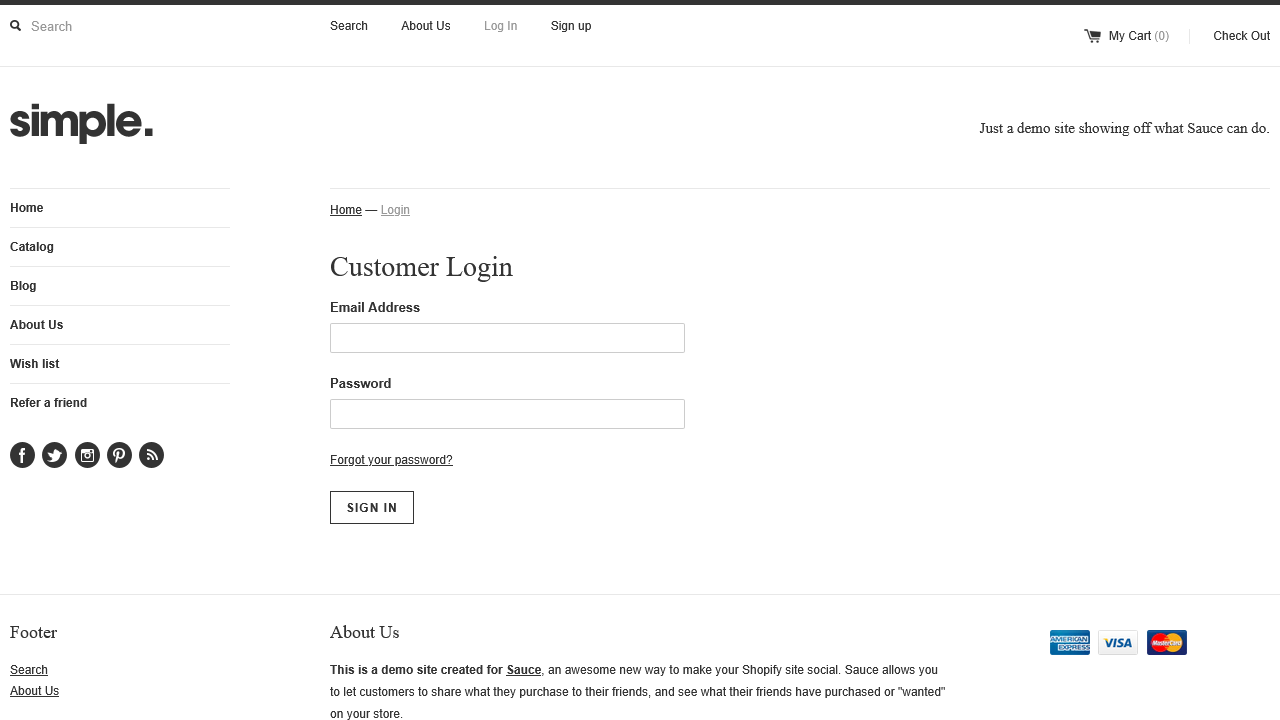 Search
Search About Us Log In Sign up
My Cart (0) Check Out
simple.
Just a demo site showing off what Sauce can do.
Home
Catalog
Blog
About Us
Wish list
Refer a friend
Home — Login
Customer Login
Email Address
Password
Forgot your password?
SIGN IN
Footer
Search
About Us
About Us
This is a demo site created for Sauce, an awesome new way to make your Shopify site social. Sauce allows you
to let customers to share what they purchase to their friends, and see what their friends have purchased or "wanted"
on your store.
AMERICAN EXPRESS
VISA
MasterCard